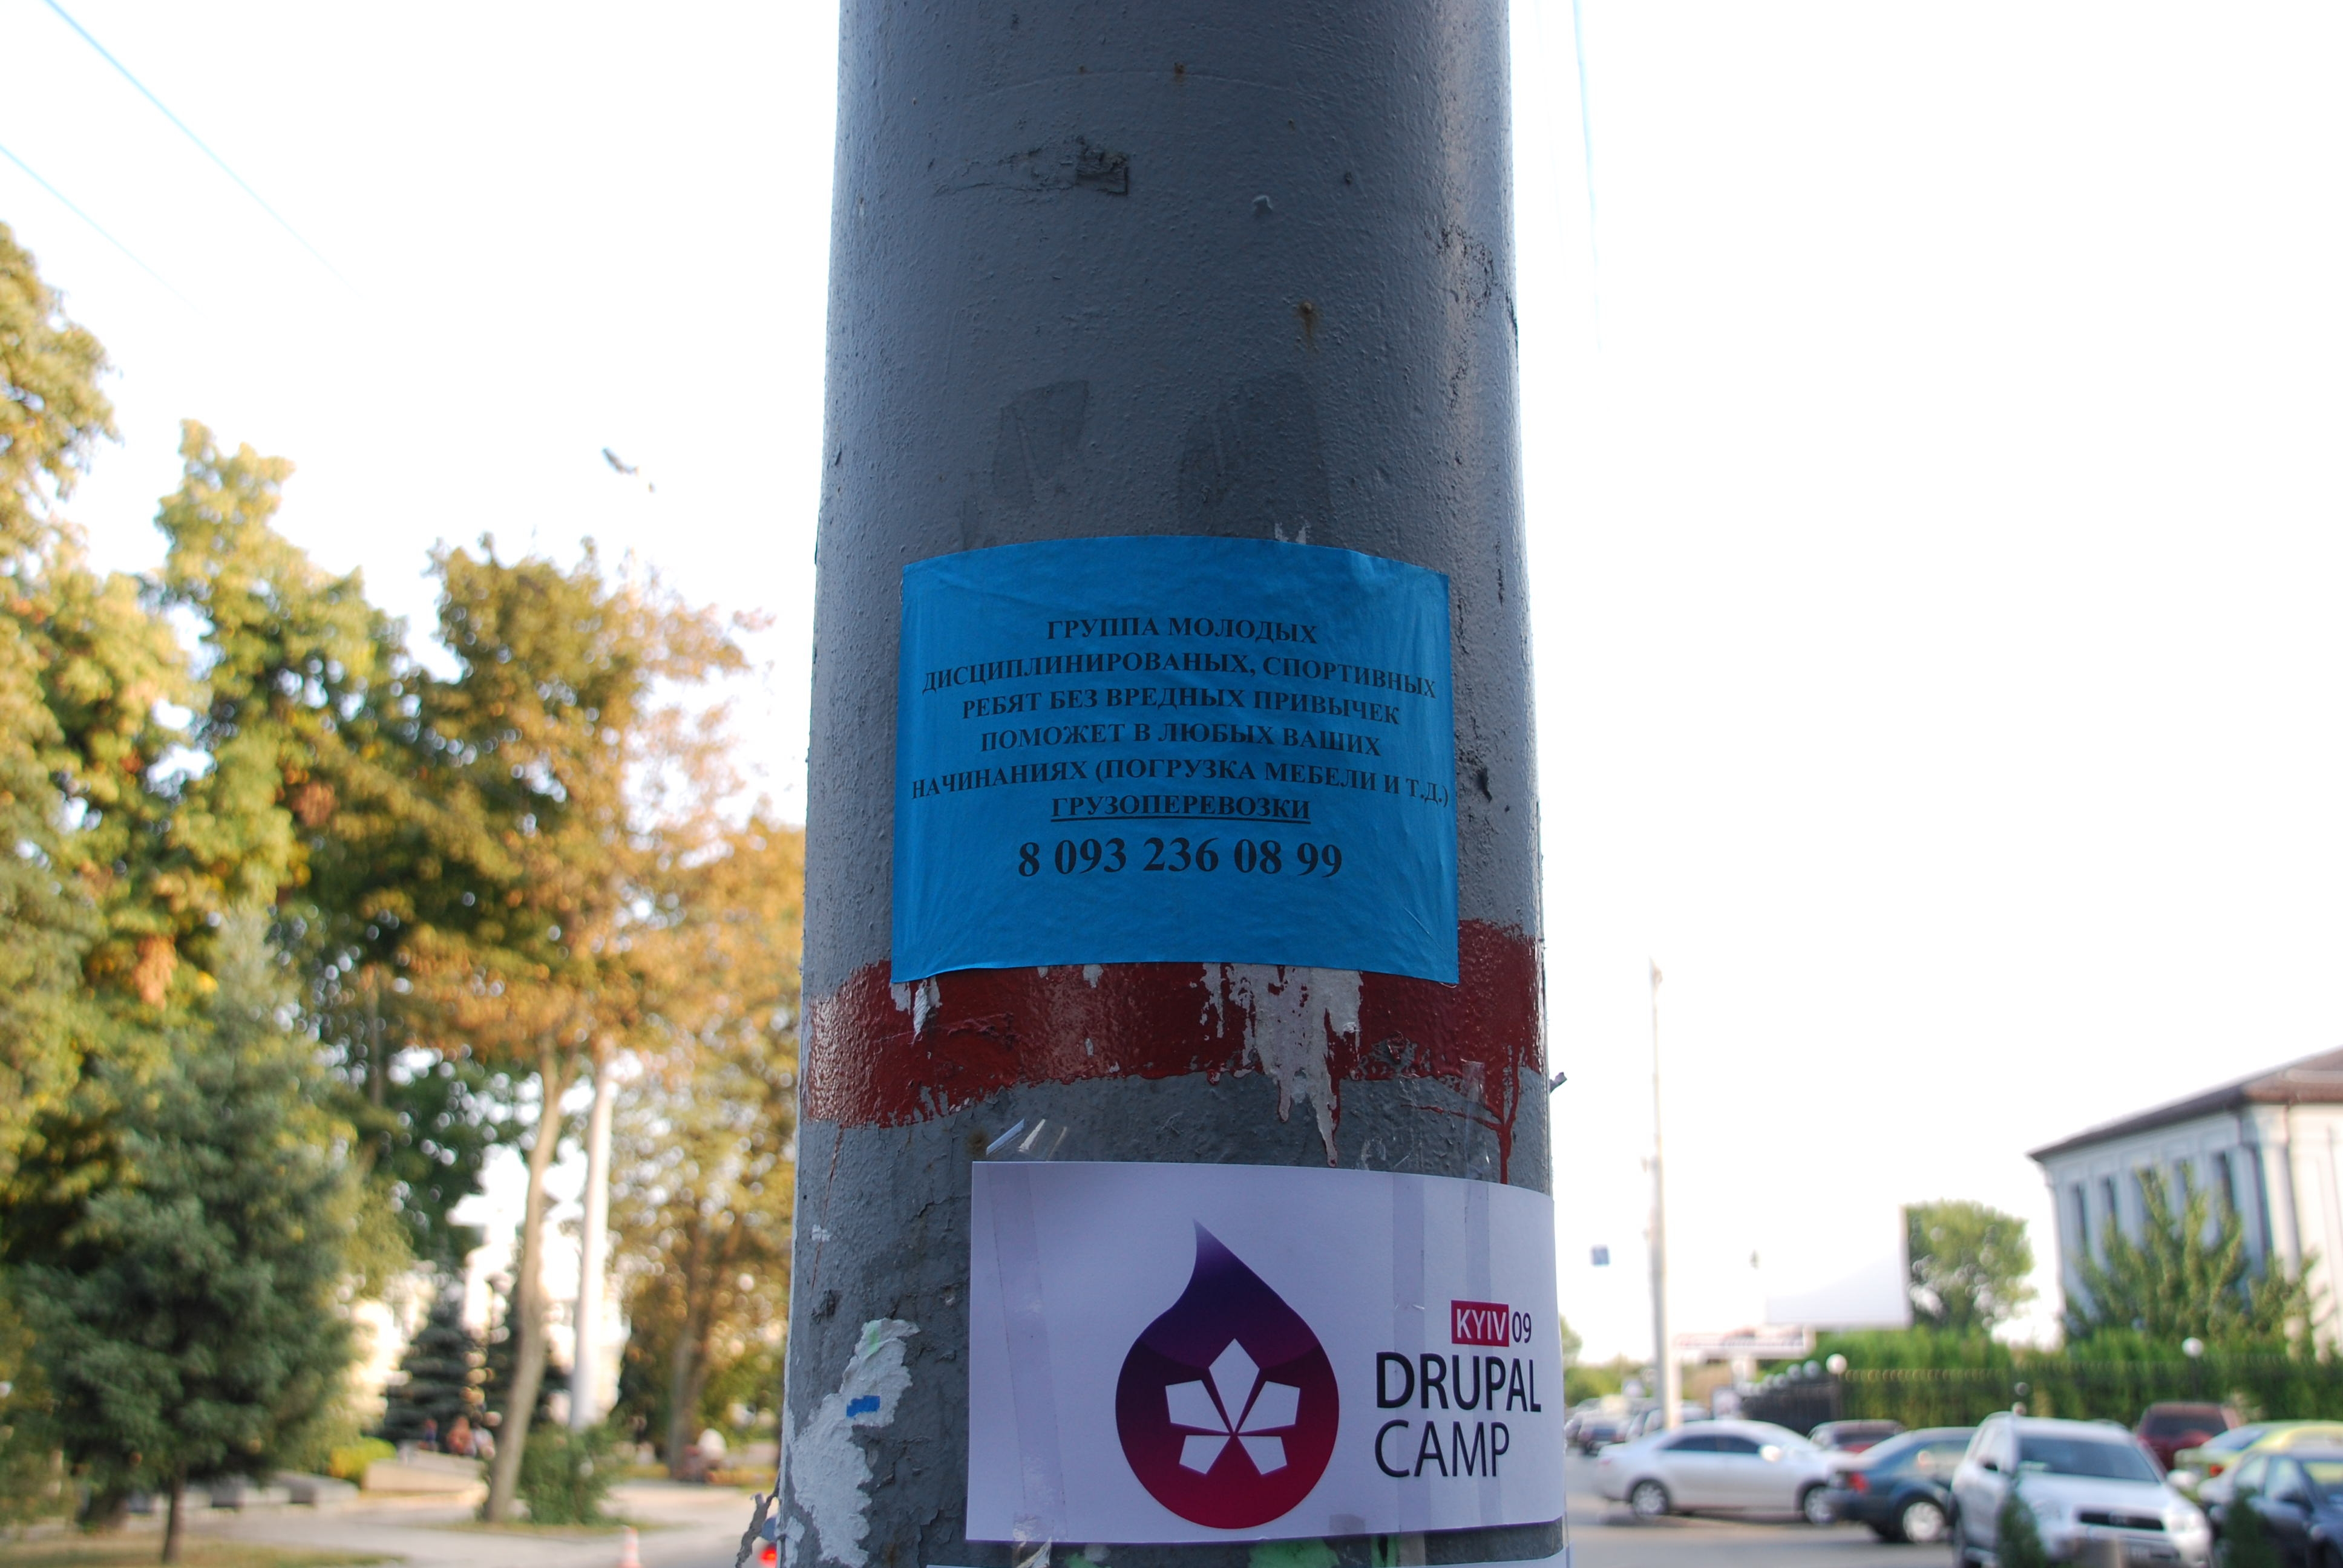 ГРУППА МОЛОДЫХ
ДИСЦИПЛИНИРОВАНЫХ, СПОРТИВНЫХ
РЕБЯТ БЕЗ ВРЕДНЫХ ПРИВЫЧЕК
ПОМОЖЕТ В ЛЮБЫХ ВАШИХ
НАЧИНАНИЯХ (ПОГРУЗКА МЕБЕЛИ И Т.Д.)
ГРУЗОПЕРЕВОЗКИ
8 093 236 08 99
KYIV 09
DRUPAL
CAMP